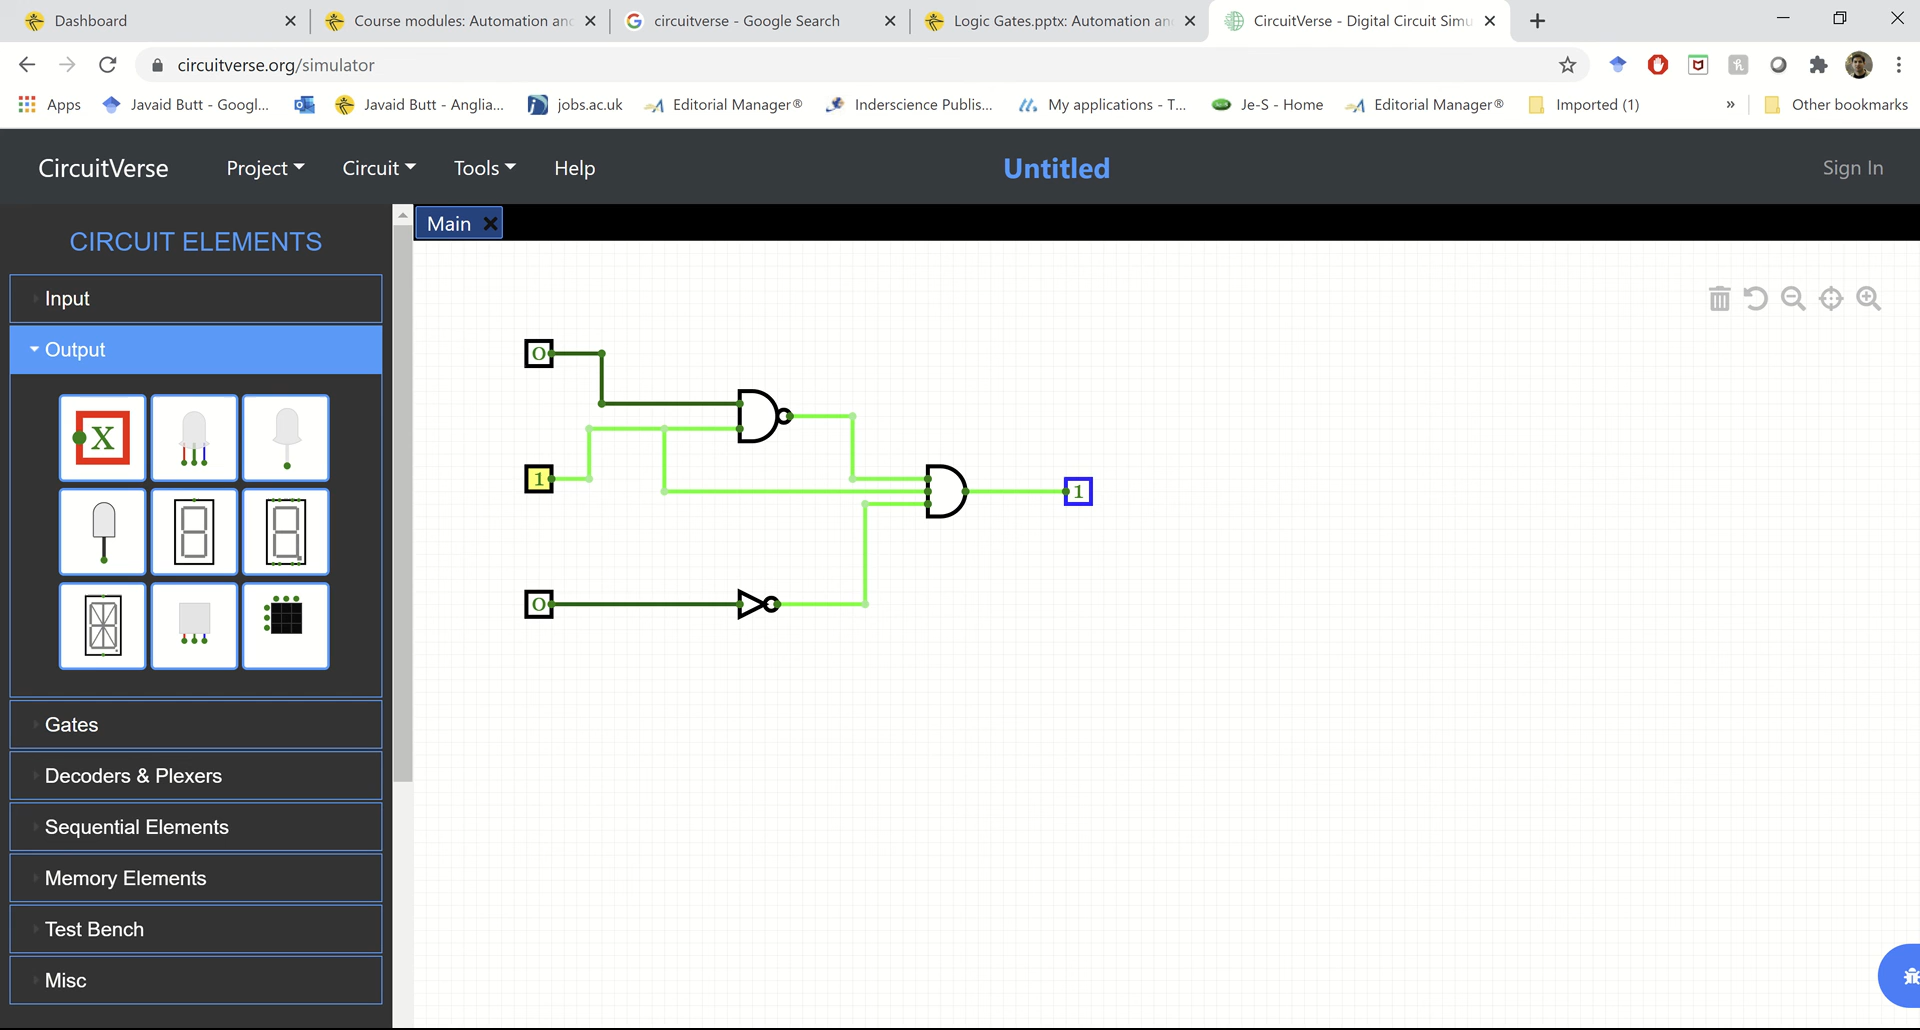 Dashboard
Course modules: Automation an
circuitverse - Google Search
Logic Gates.pptx: Automation an
CircuitVerse - Digital Circuit Simu
circuitverse.org/simulator
Apps
Javaid Butt - Googl...
Javaid Butt - Anglia...
jobs.ac.uk
Editorial Manager®
Inderscience Publis...
My applications - T...
Je-S - Home
Editorial Manager®
Imported (1)
»
Other bookmarks
CircuitVerse
Project
Circuit
Tools
Help
Untitled
Sign In
CIRCUIT ELEMENTS
Main
Input
Output
X
Gates
Decoders & Plexers
Sequential Elements
Memory Elements
Test Bench
Misc
0
1
0
1